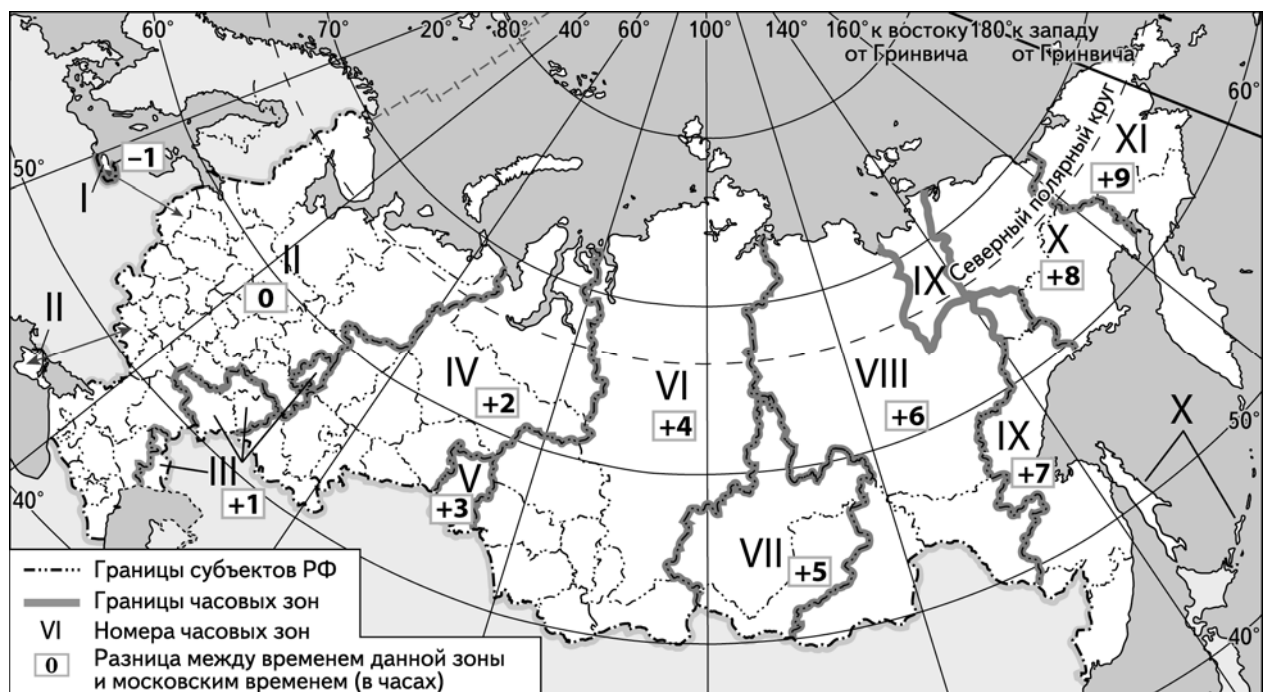 60° 70° 20° 80° 40° 60° 80° 100° 140° 160° к востоку 180° к западу
от Гринвича от Гринвича
60°
50°
–1
I
Северный полярный круг
XI
+9
X
+8
II
0
IX
II
IV
+2
VI
+4
VIII
+6
X
50°
IX
+7
V
+3
III
+1
40°
VII
+5
40°
Границы субъектов РФ
Границы часовых зон
VI Номера часовых зон
0 Разница между временем данной зоны
и московским временем (в часах)